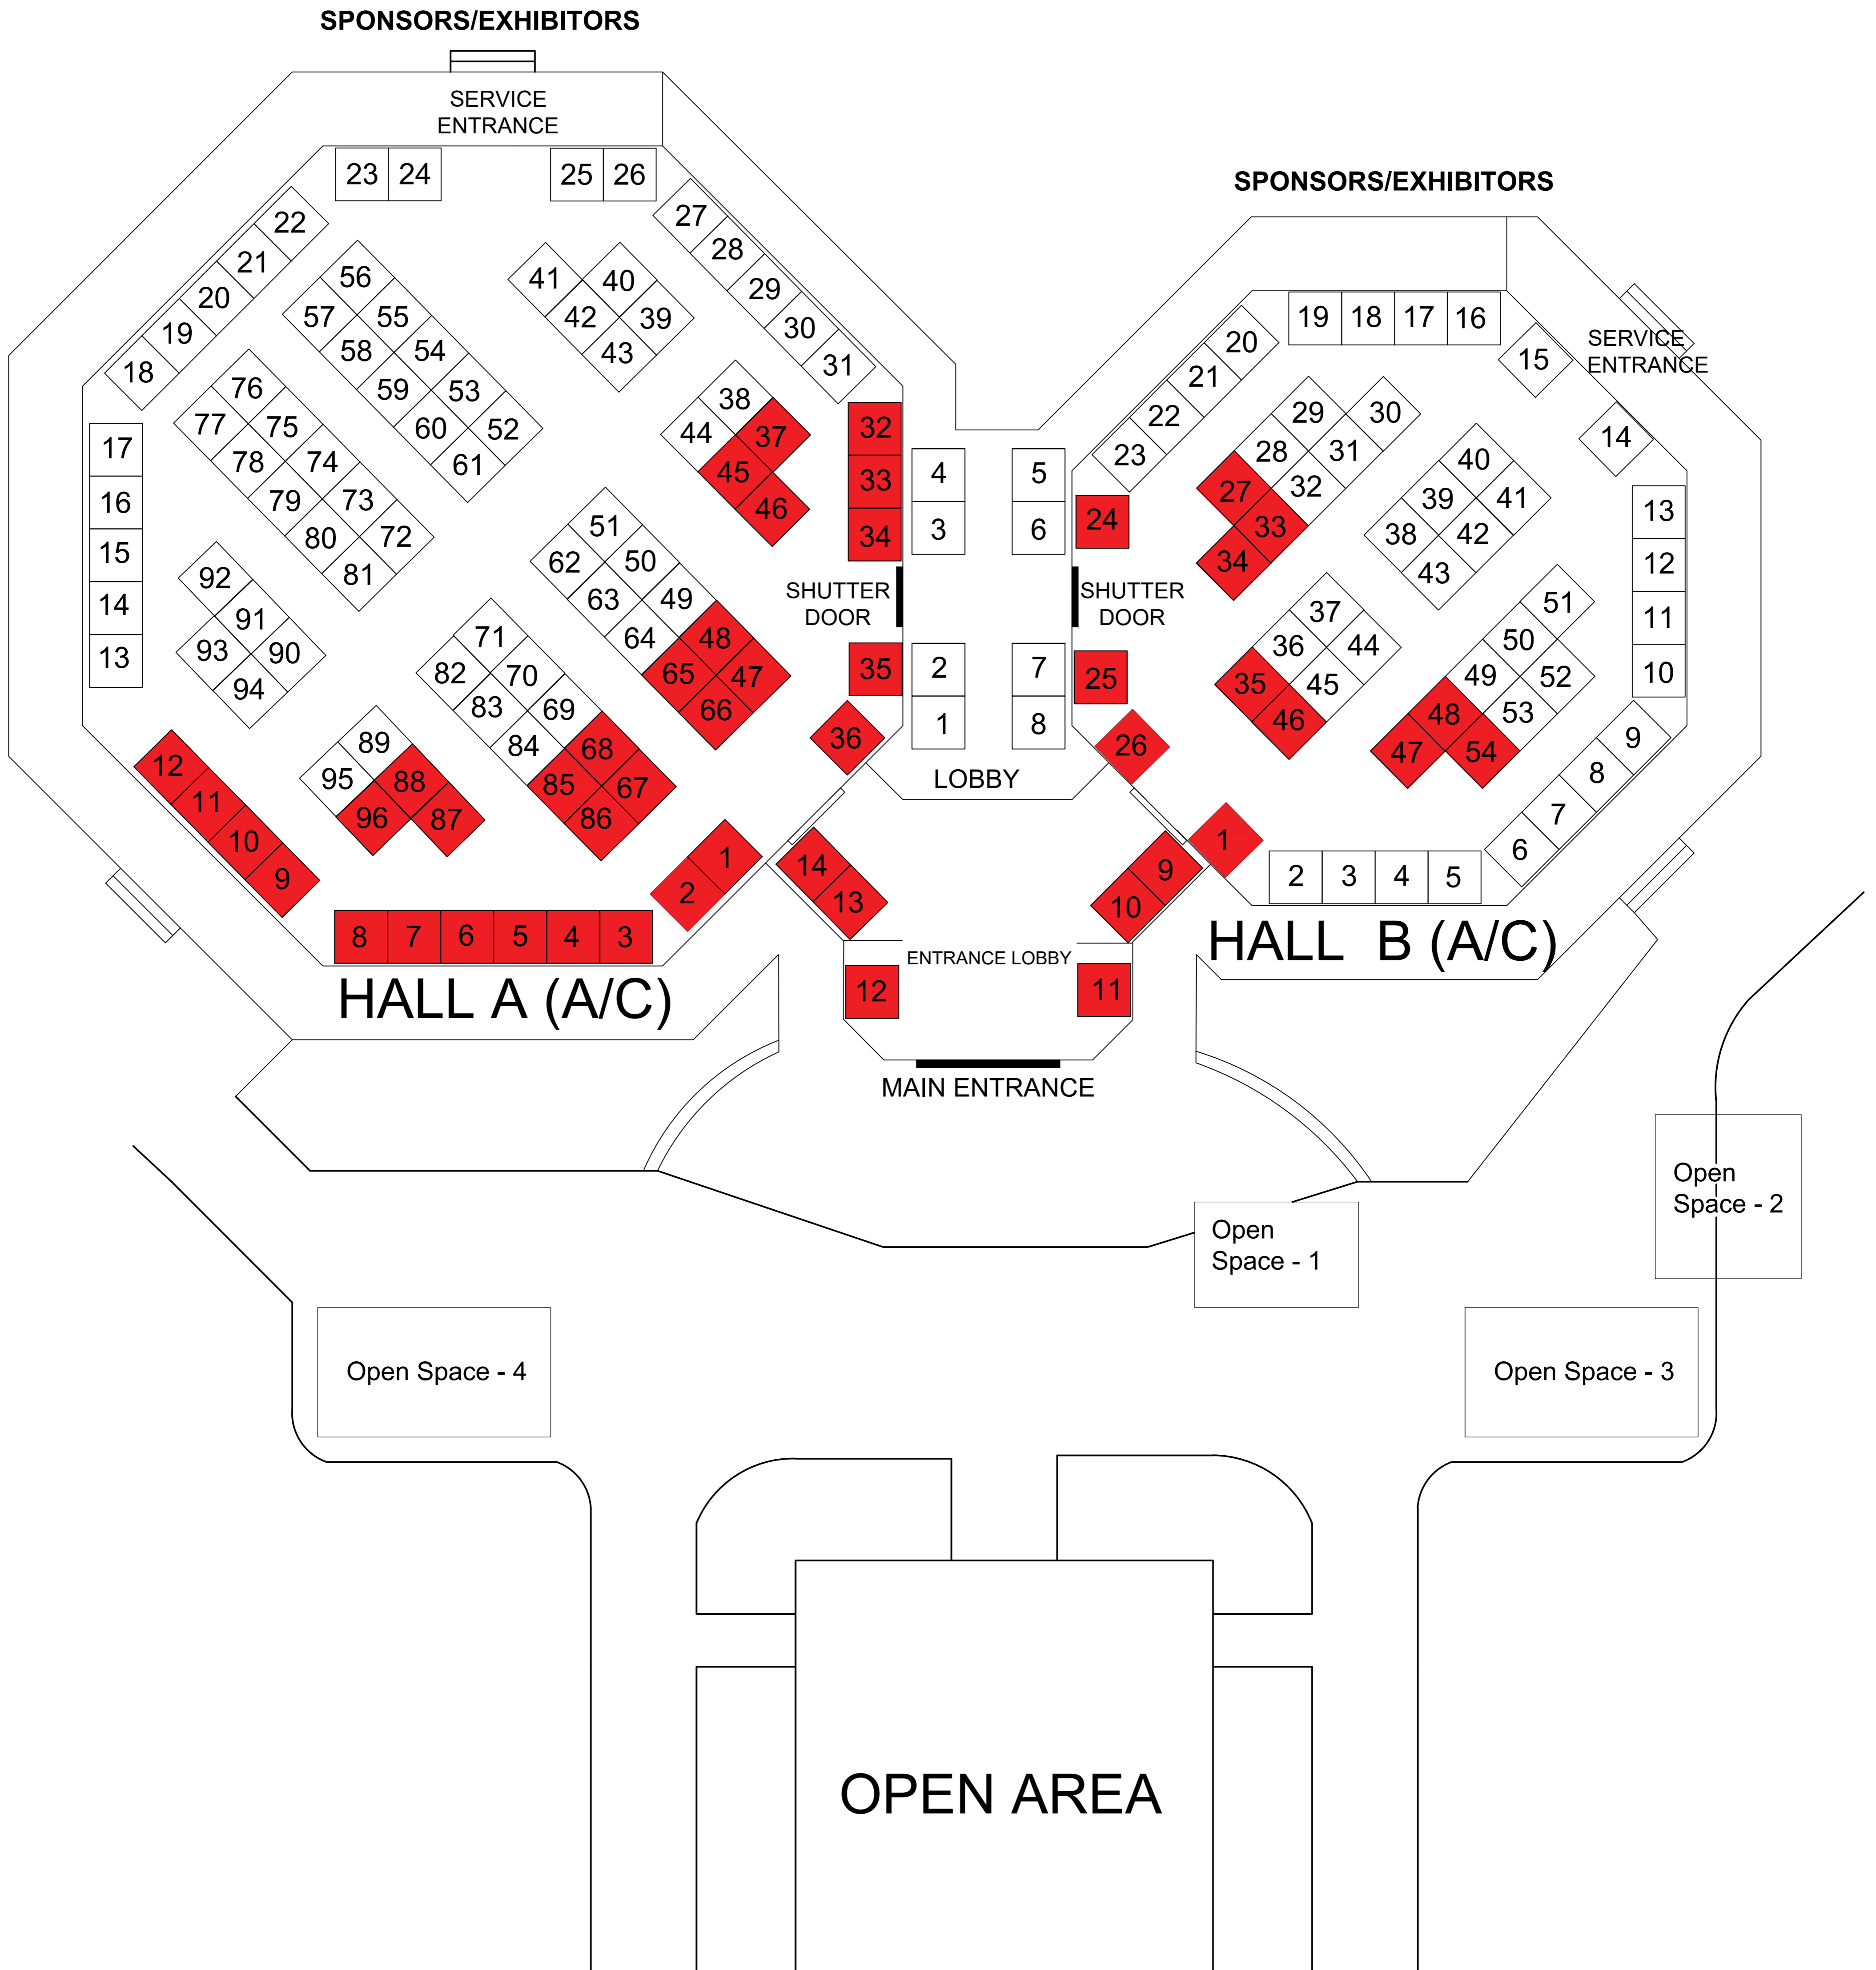 SPONSORS/EXHIBITORS
SERVICE
ENTRANCE
23 24 25 26
22 21 20 19 18
27 28 29 30 31
17 16 15 14 13
56 55 54 53 52
57 58 59 60 61
41 40
42 39
43
76 75 74 73 72
77 78 79 80 81
38 37
44 45 46
32 33 34
35
36
92 91 90
93 94
51 50 49 48 47
62 63 64 65 66
71 70 69 68 67
82 83 84 85 86
89 88 87
95 96
12 11 10 9
8 7 6 5 4 3
2 1
HALL A (A/C)
4 5
3 6
SHUTTER
DOOR
SHUTTER
DOOR
2 7
1 8
LOBBY
14 13
9 10
ENTRANCE LOBBY
12 11
MAIN ENTRANCE
SPONSORS/EXHIBITORS
SERVICE
ENTRANCE
19 18 17 16
15
14
20 21 22 23
24
25
26
29 28 27
30 31 32 33 34
40 39 38
41 42 43
13 12 11 10
37 36 35
44 45 46
51 50 49 48 47
52 53 54
9 8 7 6
1
2 3 4 5
HALL B (A/C)
Open
Space - 1
Open
Space - 2
Open Space - 4
Open Space - 3
OPEN AREA